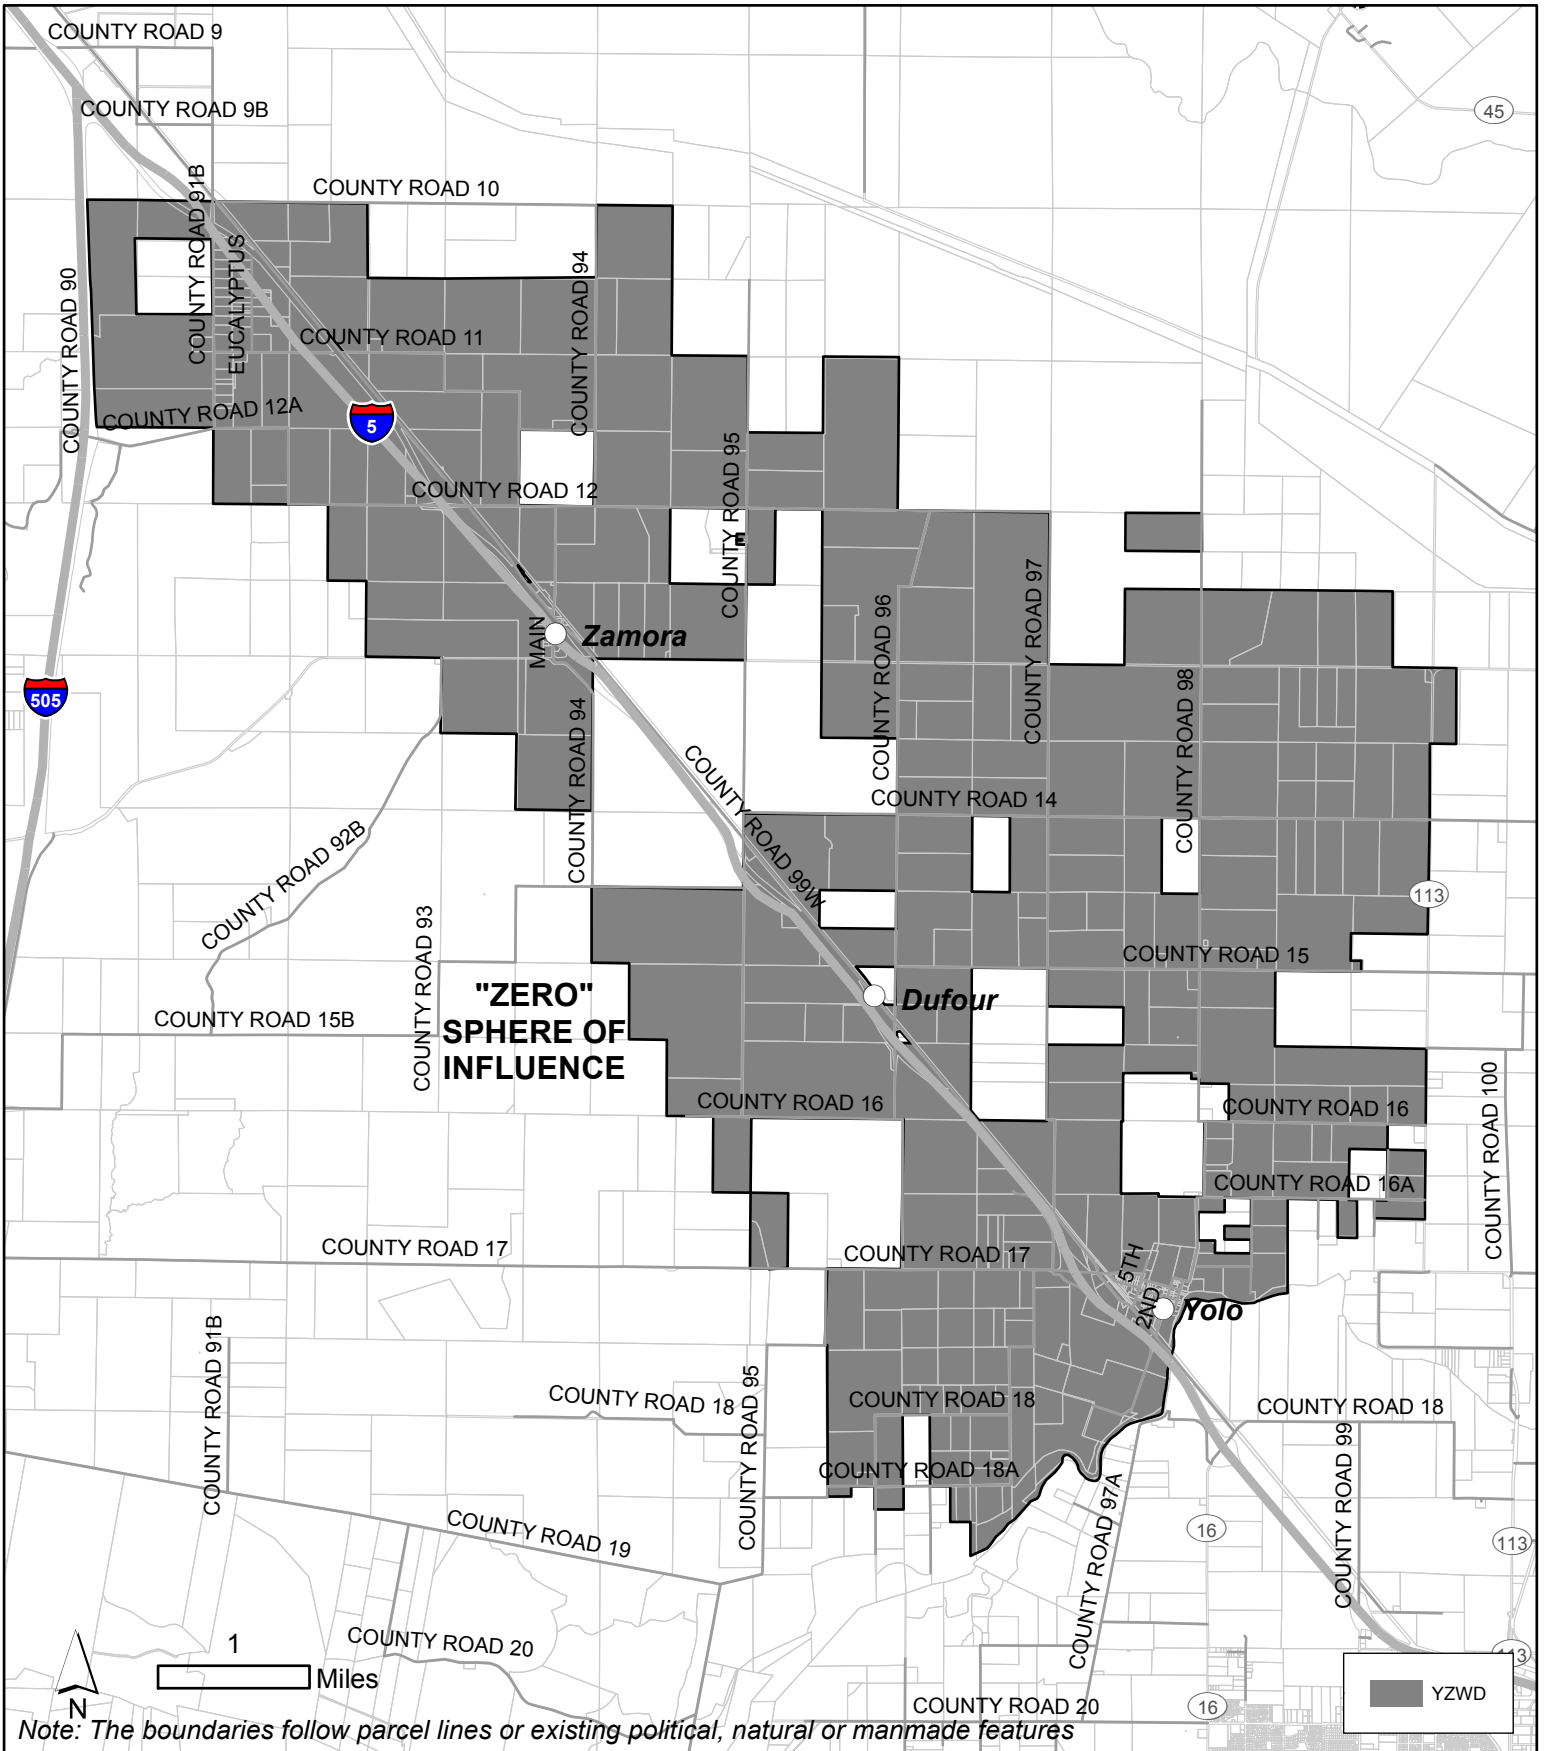 COUNTY ROAD 9
COUNTY ROAD 9B
45
COUNTY ROAD 10
COUNTY ROAD 91B
EUCALYPTUS
COUNTY ROAD 90
COUNTY ROAD 94
COUNTY ROAD 11
COUNTY ROAD 12A
5
COUNTY ROAD 12
COUNTY ROAD 95
MAIN
Zamora
505
COUNTY ROAD 96
COUNTY ROAD 97
COUNTY ROAD 98
COUNTY ROAD 94
COUNTY ROAD 99W
COUNTY ROAD 14
COUNTY ROAD 92B
COUNTY ROAD 93
113
COUNTY ROAD 15
"ZERO"
SPHERE OF
INFLUENCE
Dufour
COUNTY ROAD 15B
COUNTY ROAD 16
COUNTY ROAD 16
COUNTY ROAD 100
COUNTY ROAD 16A
COUNTY ROAD 17
COUNTY ROAD 17
5TH
2ND
Yolo
COUNTY ROAD 91B
COUNTY ROAD 18
COUNTY ROAD 95
COUNTY ROAD 18
COUNTY ROAD 18
COUNTY ROAD 99
COUNTY ROAD 18A
COUNTY ROAD 97A
COUNTY ROAD 19
16
113
COUNTY ROAD 20
1
Miles
N
COUNTY ROAD 20
16
113
YZWD
Note: The boundaries follow parcel lines or existing political, natural or manmade features